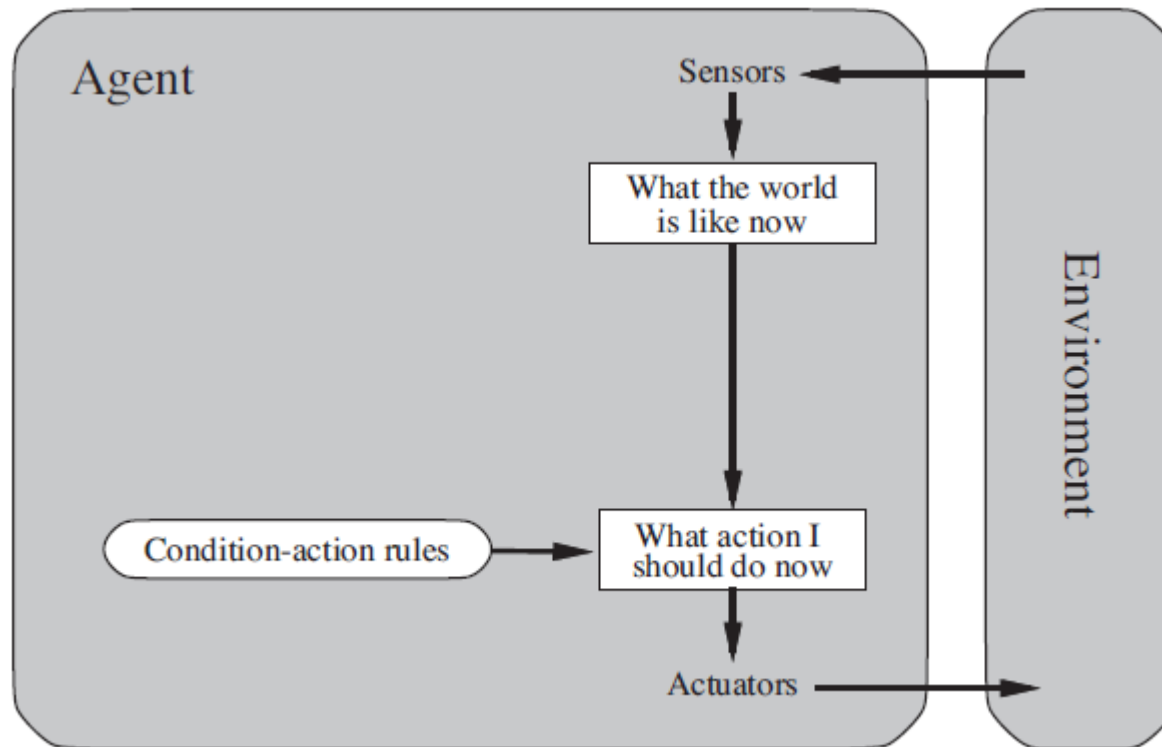 Agent
Sensors
What the world
is like now
Environment
Condition-action rules
What action I
should do now
Actuators